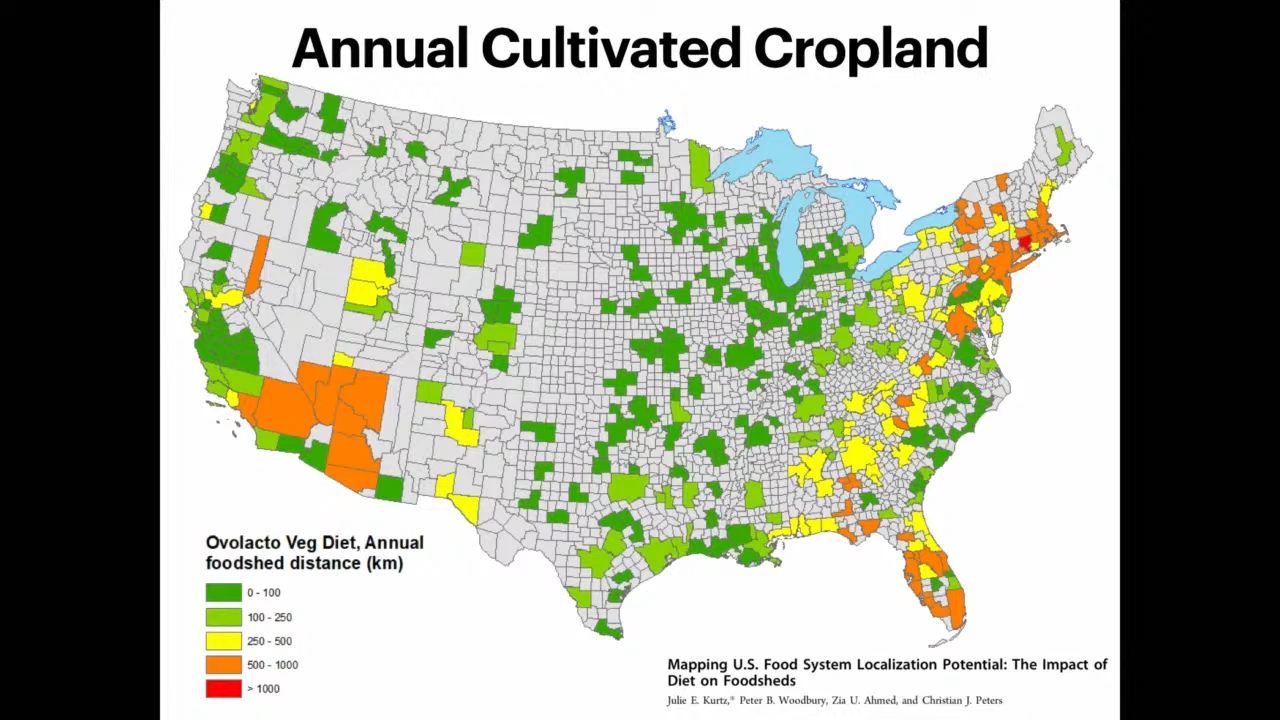 Annual Cultivated Cropland
Ovolacto Veg Diet, Annual
foodshed distance (km)
0 - 100
100 - 250
250 - 500
500 - 1000
> 1000
Mapping U.S. Food System Localization Potential: The Impact of
Diet on Foodsheds
Julie E. Kurtz,* Peter B. Woodbury, Zia U. Ahmed, and Christian J. Peters